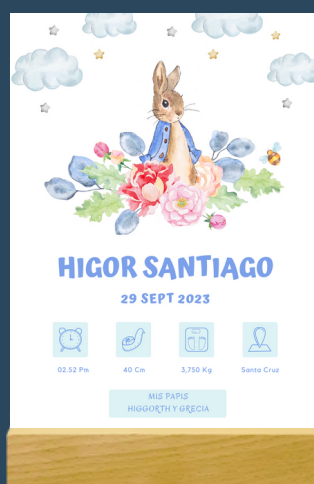 HIGOR SANTIAGO
29 SEPT 2023
02.52 Pm
40 Cm
3,750 Kg
Santa Cruz
MIS PAPIS
HIGGORTH Y GRECIA